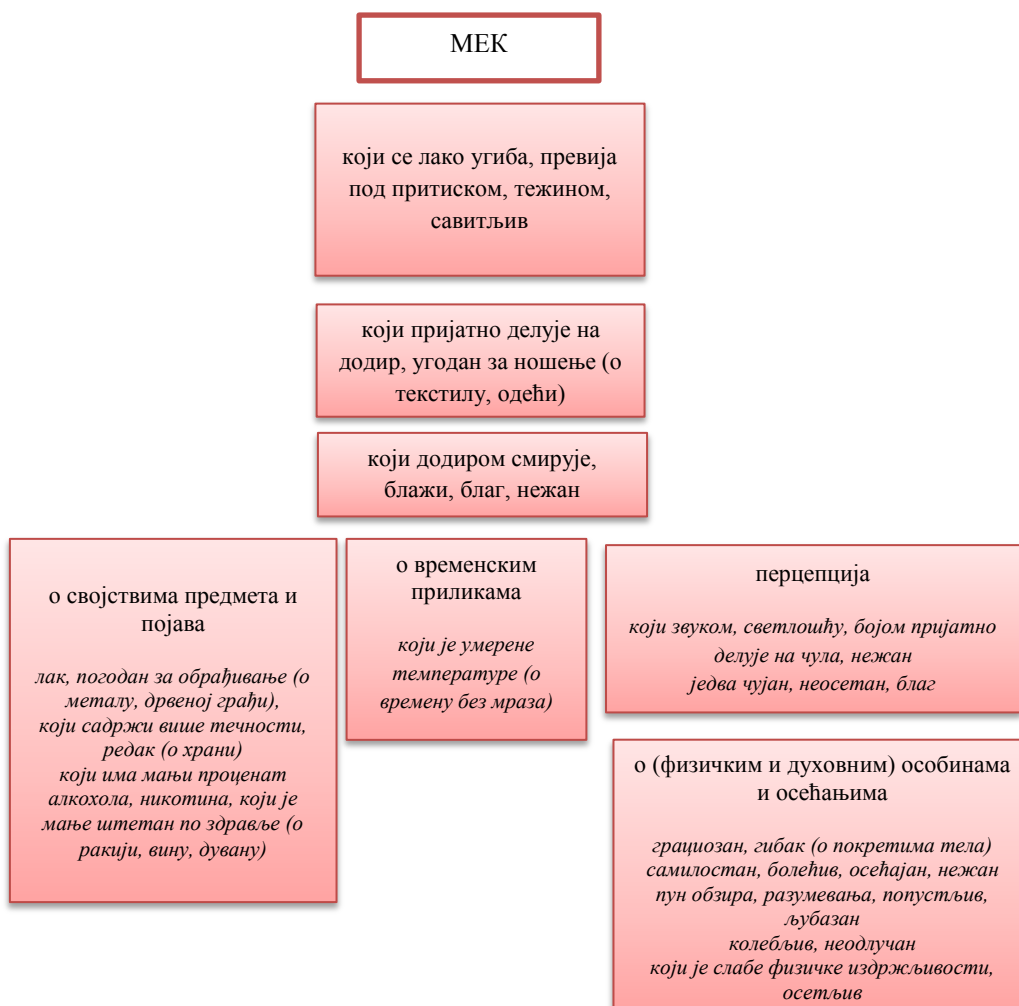 МЕК
који се лако угиба, превија
под притиском, тежином,
савитљив
који пријатно делује на
додир, угодан за ношење (о
текстилу, одећи)
који додиром смирује,
блажи, благ, нежан
о својствима предмета и
појава
лак, погодан за обрађивање (о
металу, дрвеној грађи),
који садржи више течности,
редак (о храни)
који има мањи проценат
алкохола, никотина, који је
мање штетан по здравље (о
ракији, вину, дувану)
о временским
приликама
који је умерене
температуре (о
времену без мраза)
перцепција
који звуком, светлошћу, бојом пријатно
делује на чула, нежан
једва чујан, неосетан, благ
о (физичким и духовним) особинама
и осећањима
грациозан, гибак (о покретима тела)
самилостан, болећив, осећајан, нежан
пун обзира, разумевања, попустљив,
љубазан
колебљив, неодлучан
који је слабе физичке издржљивости,
осетљив